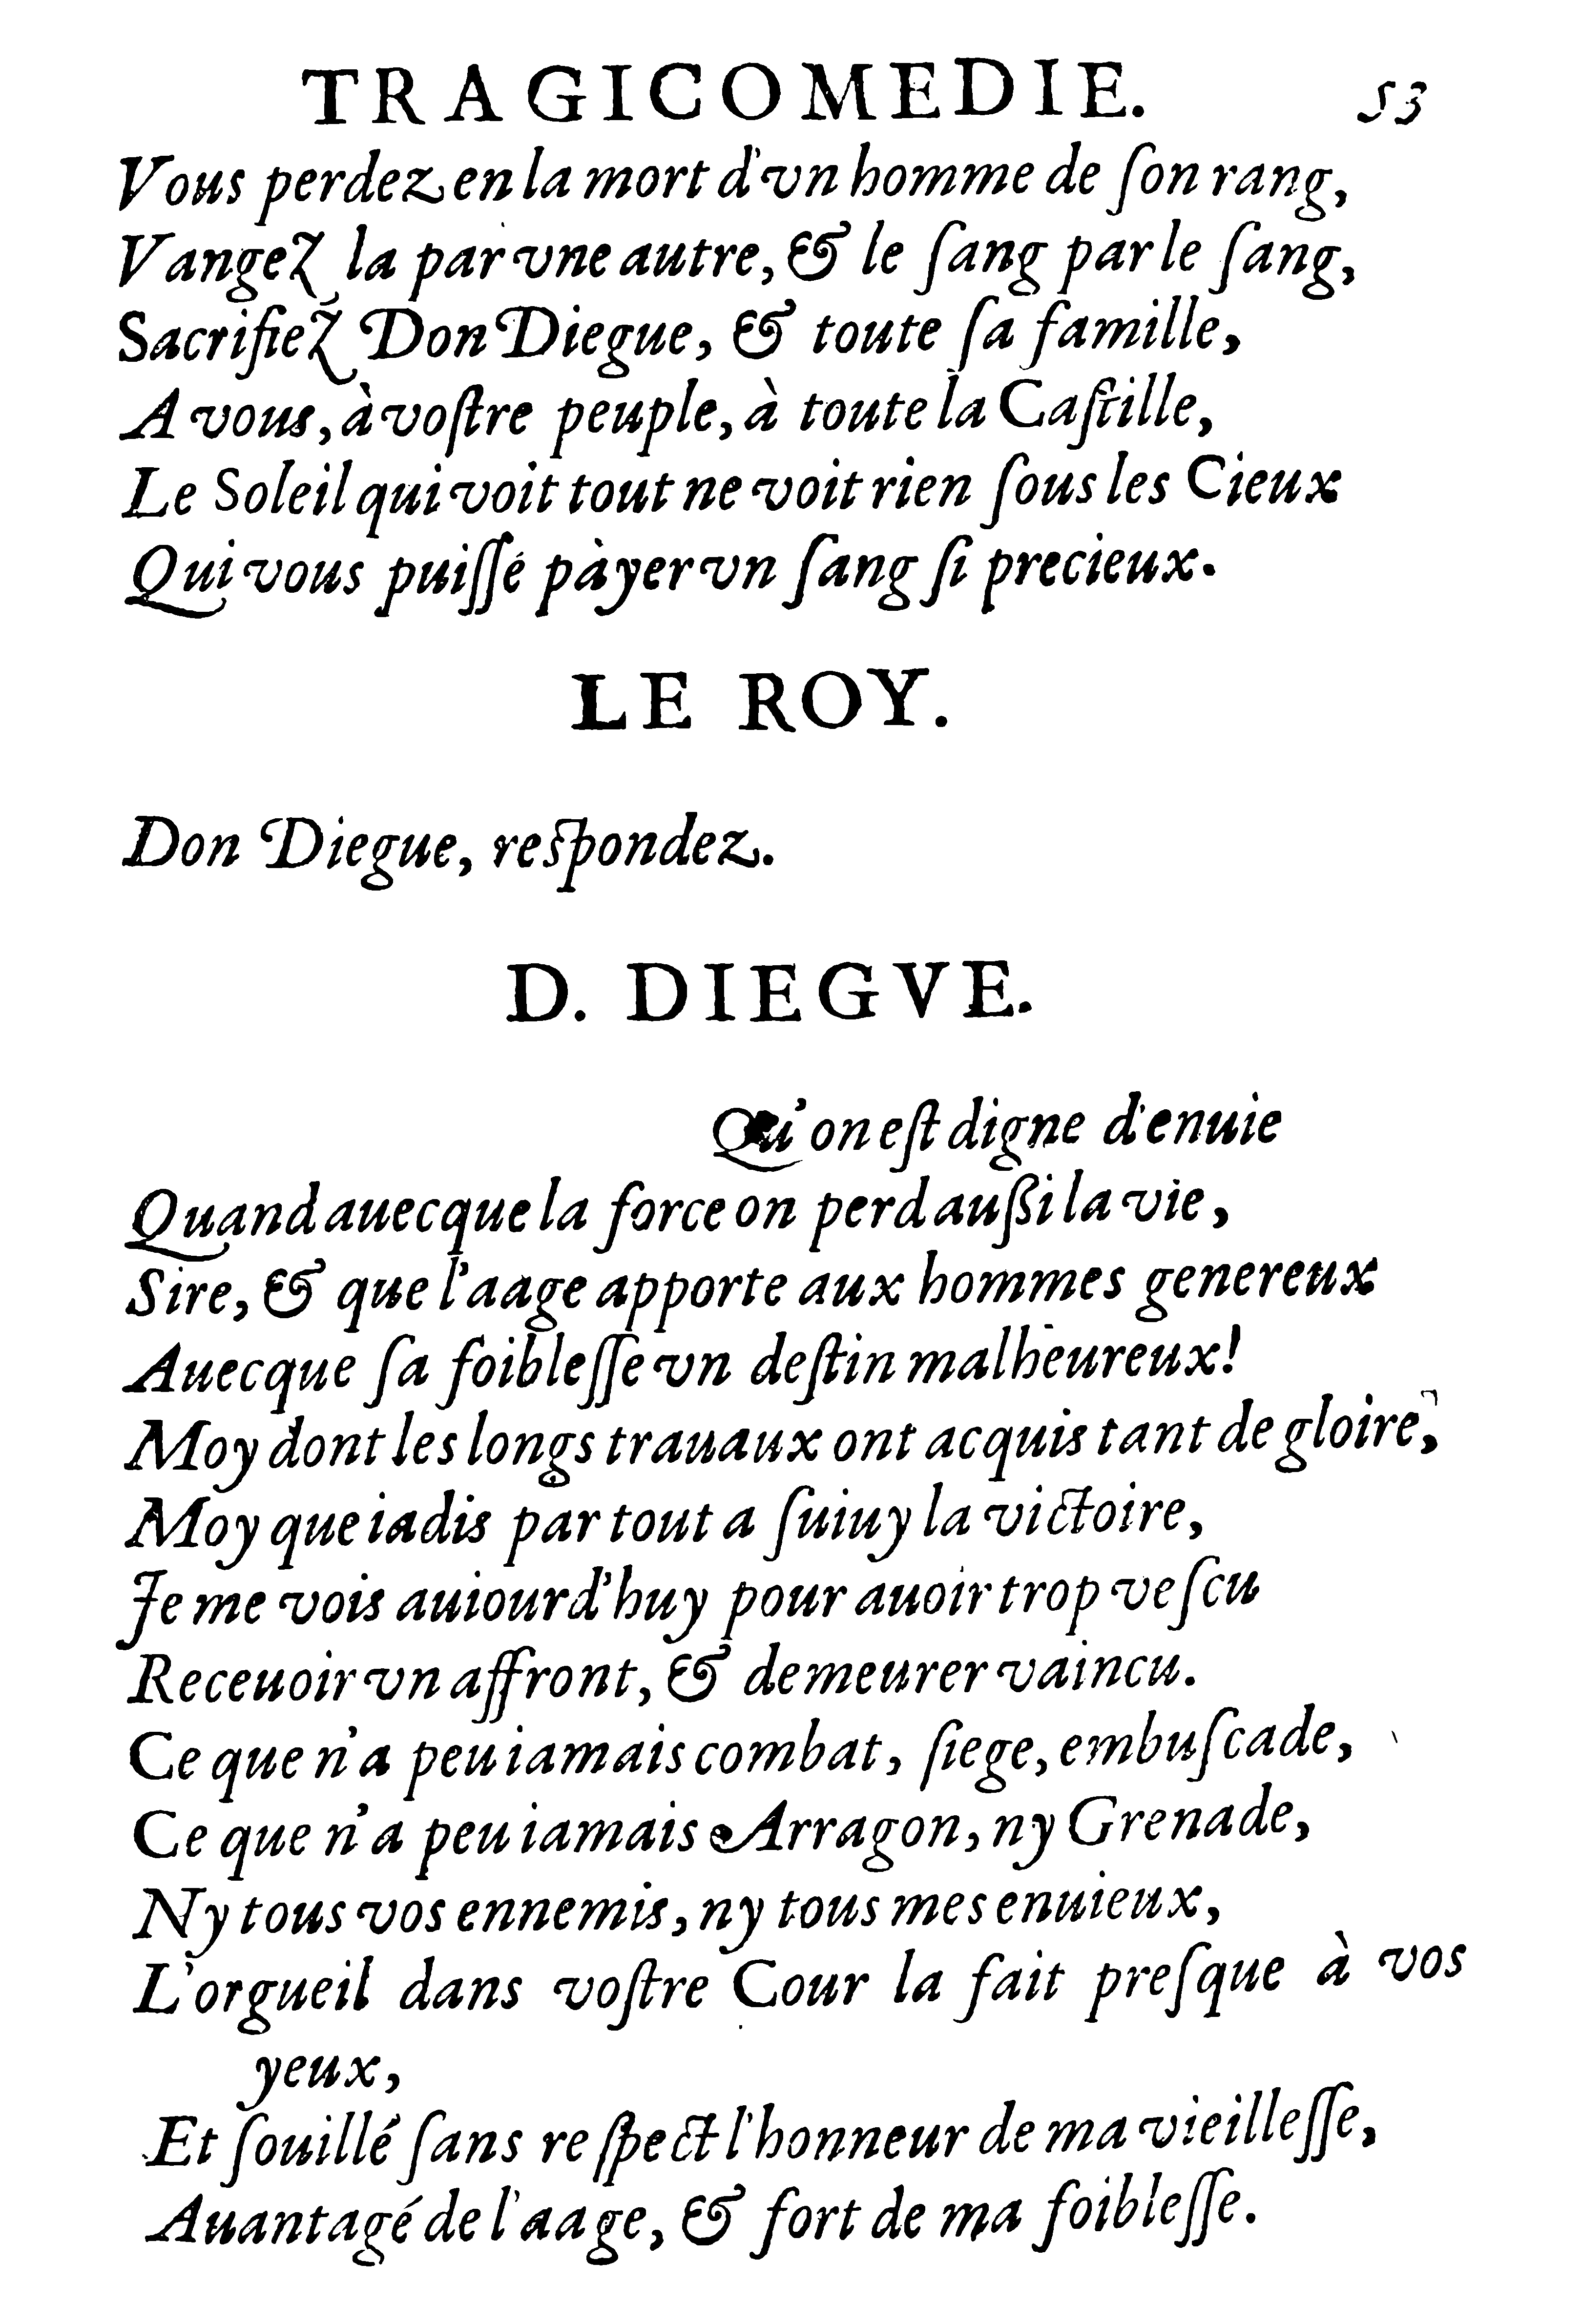 TRAGICOMEDIE. 53
Vous perdez en la mort d'vn homme de ſon rang,
Vangez la par vne autre, & le ſang par le ſang,
Sacrifiez Don Diegue, & toute ſa famille,
A vous, à voſtre peuple, à toute la Caſtille,
Le Soleil qui voit tout ne voit rien ſous les Cieux
Qui vous puiſſé pàyer vn ſang ſi precieux.
LE ROY.
Don Diegue, reſpondez.
D. DIEGVE.
Qu'on eſt digne d'enuie
Quand auecque la force on perd auſſi la vie,
Sire, & que l'aage apporte aux hommes genereux
Auecque ſa foibleſſe vn deſtin malheureux!
Moy dont les longs trauaux ont acquis tant de gloire,
Moy que iadis par tout a ſuiuy la victoire,
Je me vois auiourd'huy pour auoir trop veſcu
Receuoir vn affront, & demeurer vaincu.
Ce que n'a peu iamais combat, ſiege, embuſcade,
Ce que n'a peu iamais Arragon, ny Grenade,
Ny tous vos ennemis, ny tous mes enuieux,
L'orgueil dans voſtre Cour la fait preſque à vos
yeux,
Et ſouillé ſans reſpect l'honneur de ma vieilleſſe,
Auantagé de l'aage, & fort de ma foibleſſe.